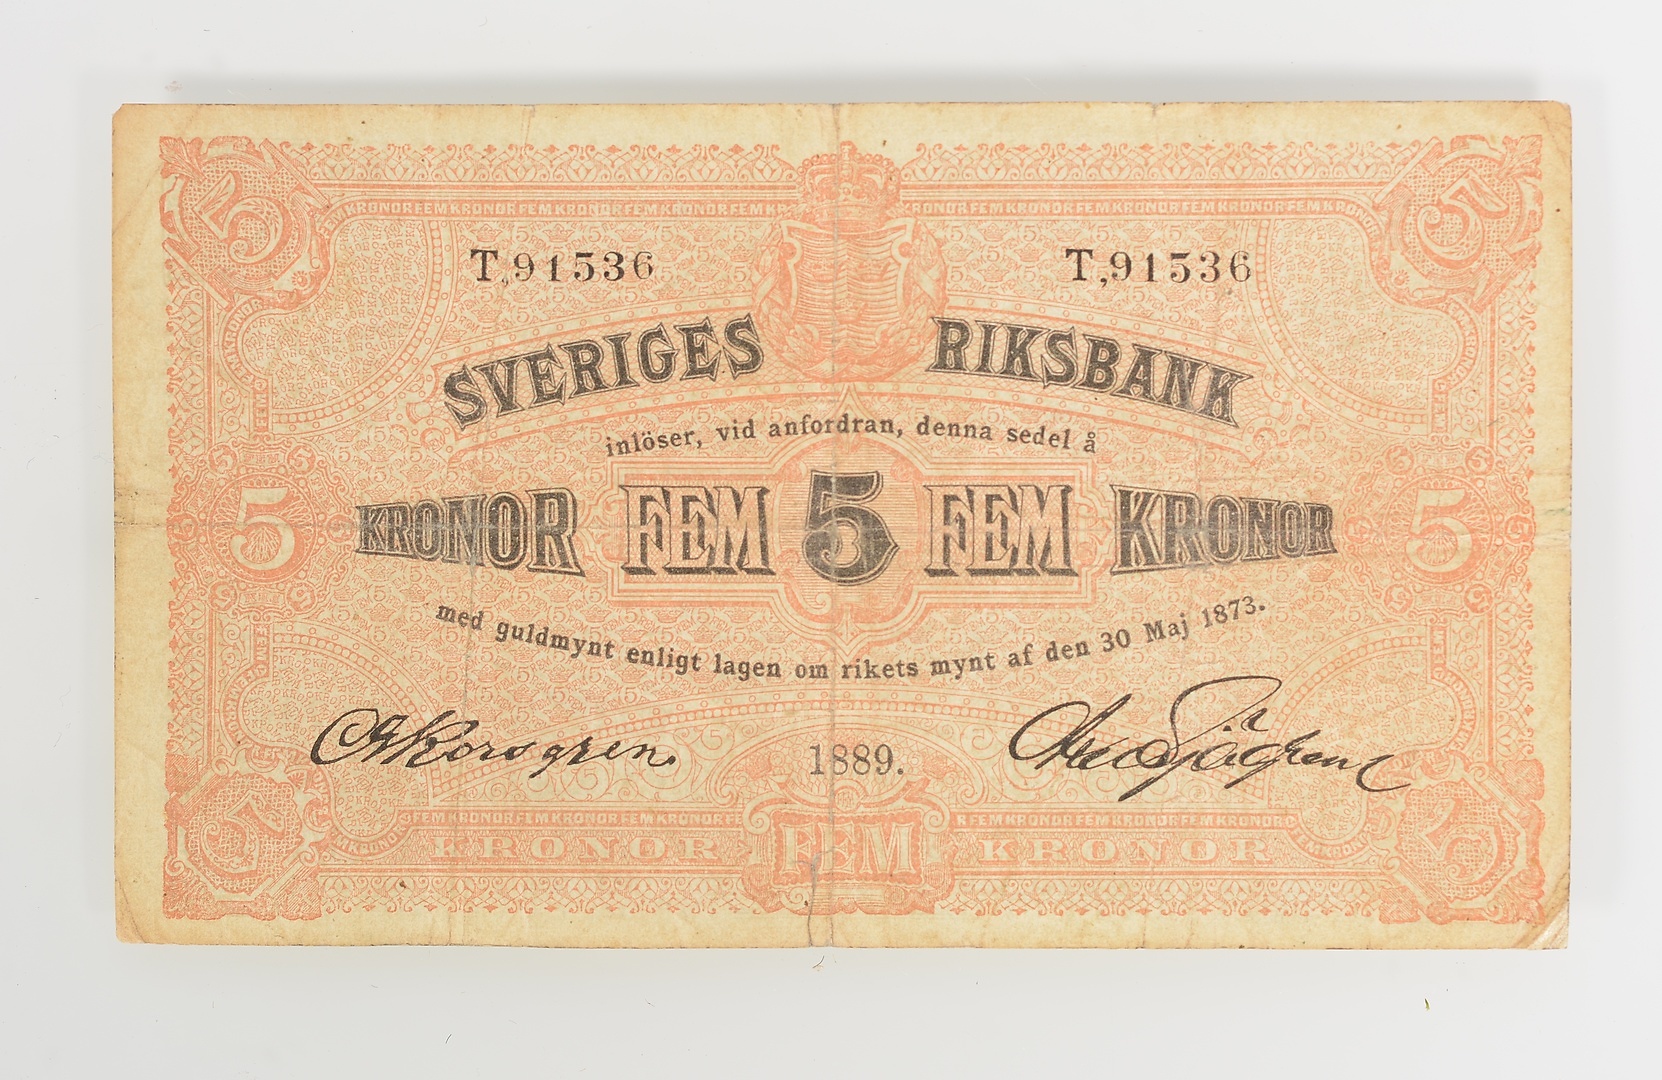 T,91536 T,91536
SVERIGES RIKSBANK
inlöser, vid anfordran, denna sedel å
5 KRONOR FEM 5 FEM KRONOR 5
med guldmynt enligt lagen om rikets mynt af den 30 Maj 1873.
1889.
KRONOR FEM KRONOR